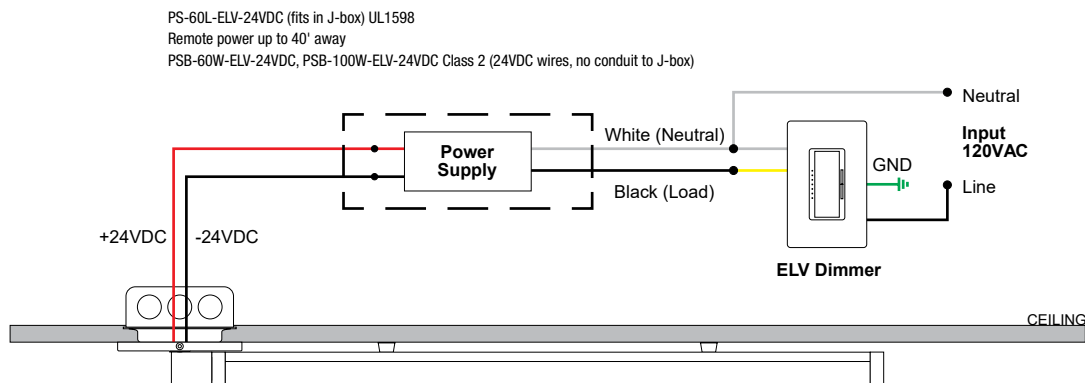 PS-60L-ELV-24VDC (fits in J-box) UL1598
Remote power up to 40' away
PSB-60W-ELV-24VDC, PSB-100W-ELV-24VDC Class 2 (24VDC wires, no conduit to J-box)
Neutral
White (Neutral)
Input
120VAC
Power
Supply
GND
Black (Load)
Line
+24VDC
-24VDC
ELV Dimmer
CEILING